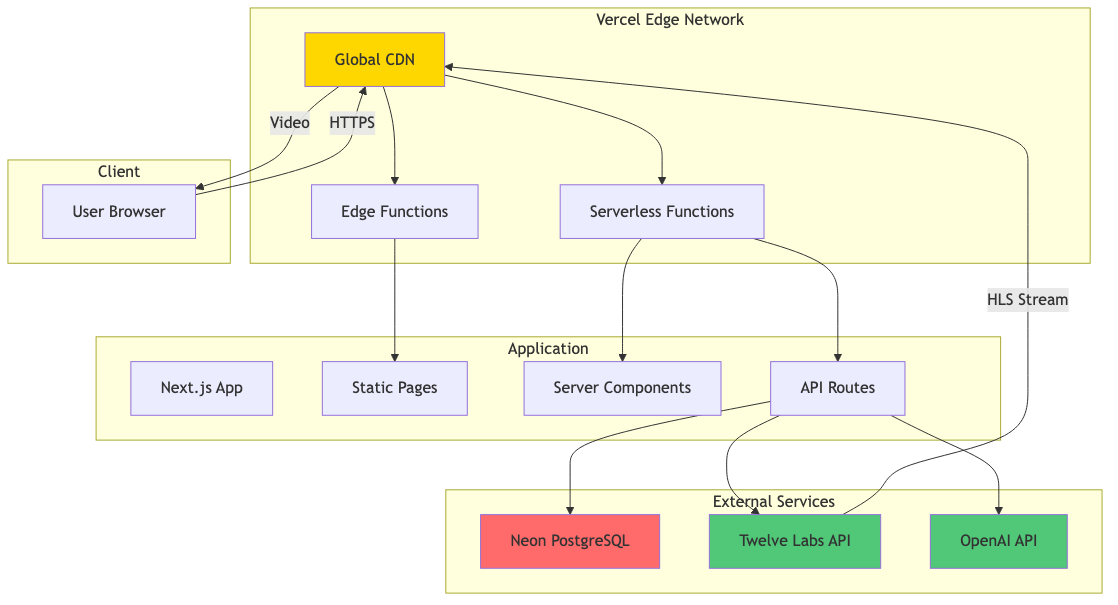 Vercel Edge Network
Global CDN
Video
HTTPS
Client
User Browser
Edge Functions
Serverless Functions
HLS Stream
Application
Next.js App
Static Pages
Server Components
API Routes
External Services
Neon PostgreSQL
Twelve Labs API
OpenAI API